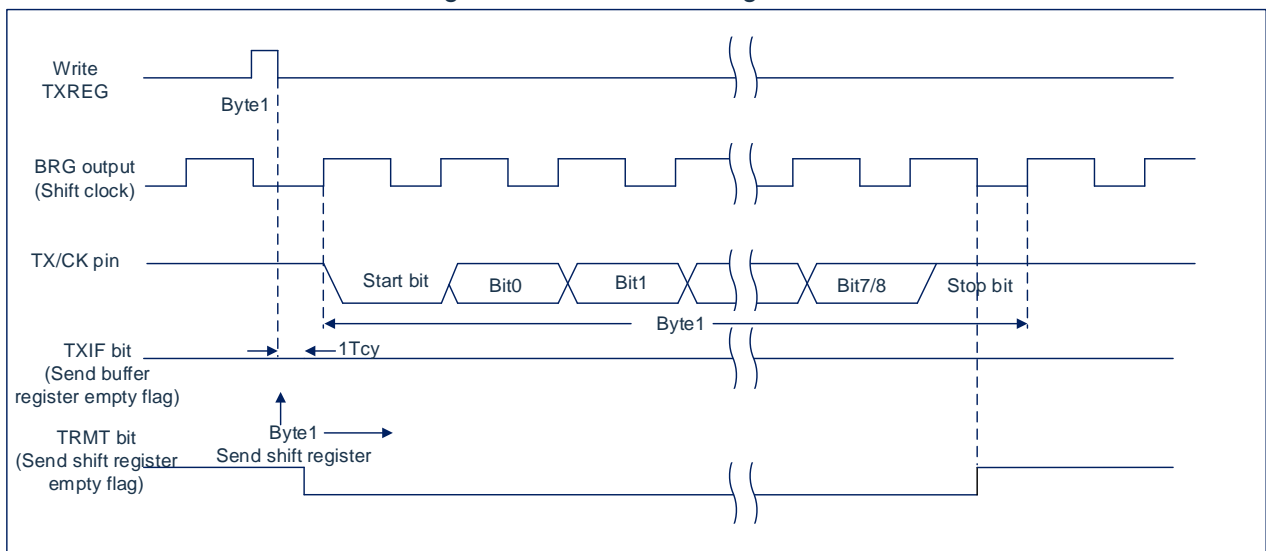 Write
TXREG
Byte1
BRG output
(Shift clock)
TX/CK pin
Start bit
Bit0
Bit1
Bit7/8
Stop bit
Byte1
TXIF bit
(Send buffer
register empty flag)
1Tcy
Byte1
Send shift register
TRMT bit
(Send shift register
empty flag)